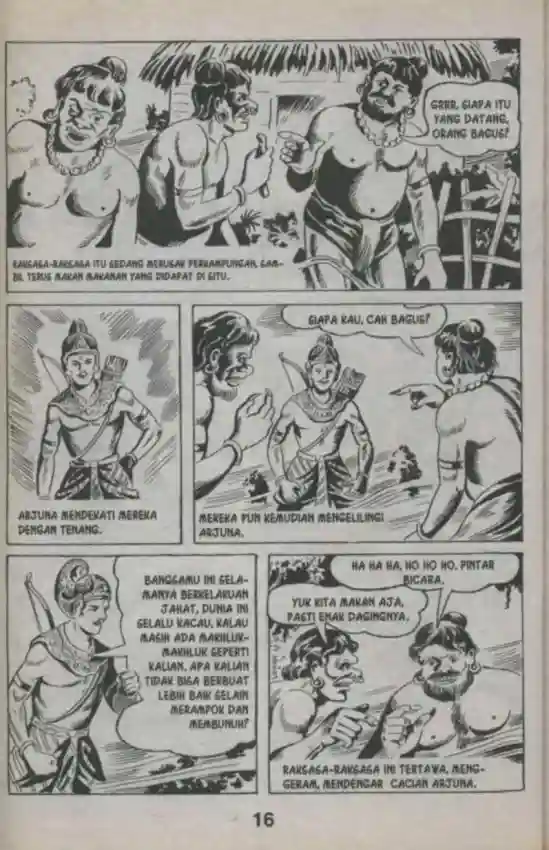 GRRR, SIAPA ITU
YANG DATANG,
ORANG BAGUS?
RAKSASA-RAKSASA ITU SEDANG MERUSAK PERKAMPUNGAN, SAM-
BIL TERUS MAKAN MAKANAN YANG DIDAPAT DI SITU.
ARJUNA MENDEKATI MEREKA
DENGAN TENANG.
SIAPA KAU, CAH BAGUS?
MEREKA PUN KEMUDIAN MENGELILINGI
ARJUNA.
BANGSAMU INI SELA-
MANYA BERKELAKUAN
JAHAT, DUNIA INI
SELALU KACAU, KALAU
MASIH ADA MAKHLUK-
MAKHLUK SEPERTI
KALIAN. APA KALIAN
TIDAK BISA BERBUAT
LEBIH BAIK SELAIN
MERAMPOK DAN
MEMBUNUH?
HA HA HA, HO HO HO. PINTAR
BICARA.
YUK KITA MAKAN AJA,
PASTI ENAK DAGINGNYA.
RAKSASA-RAKSASA INI TERTAWA, MENG-
GERAM, MENDENGAR CACIAN ARJUNA.
16